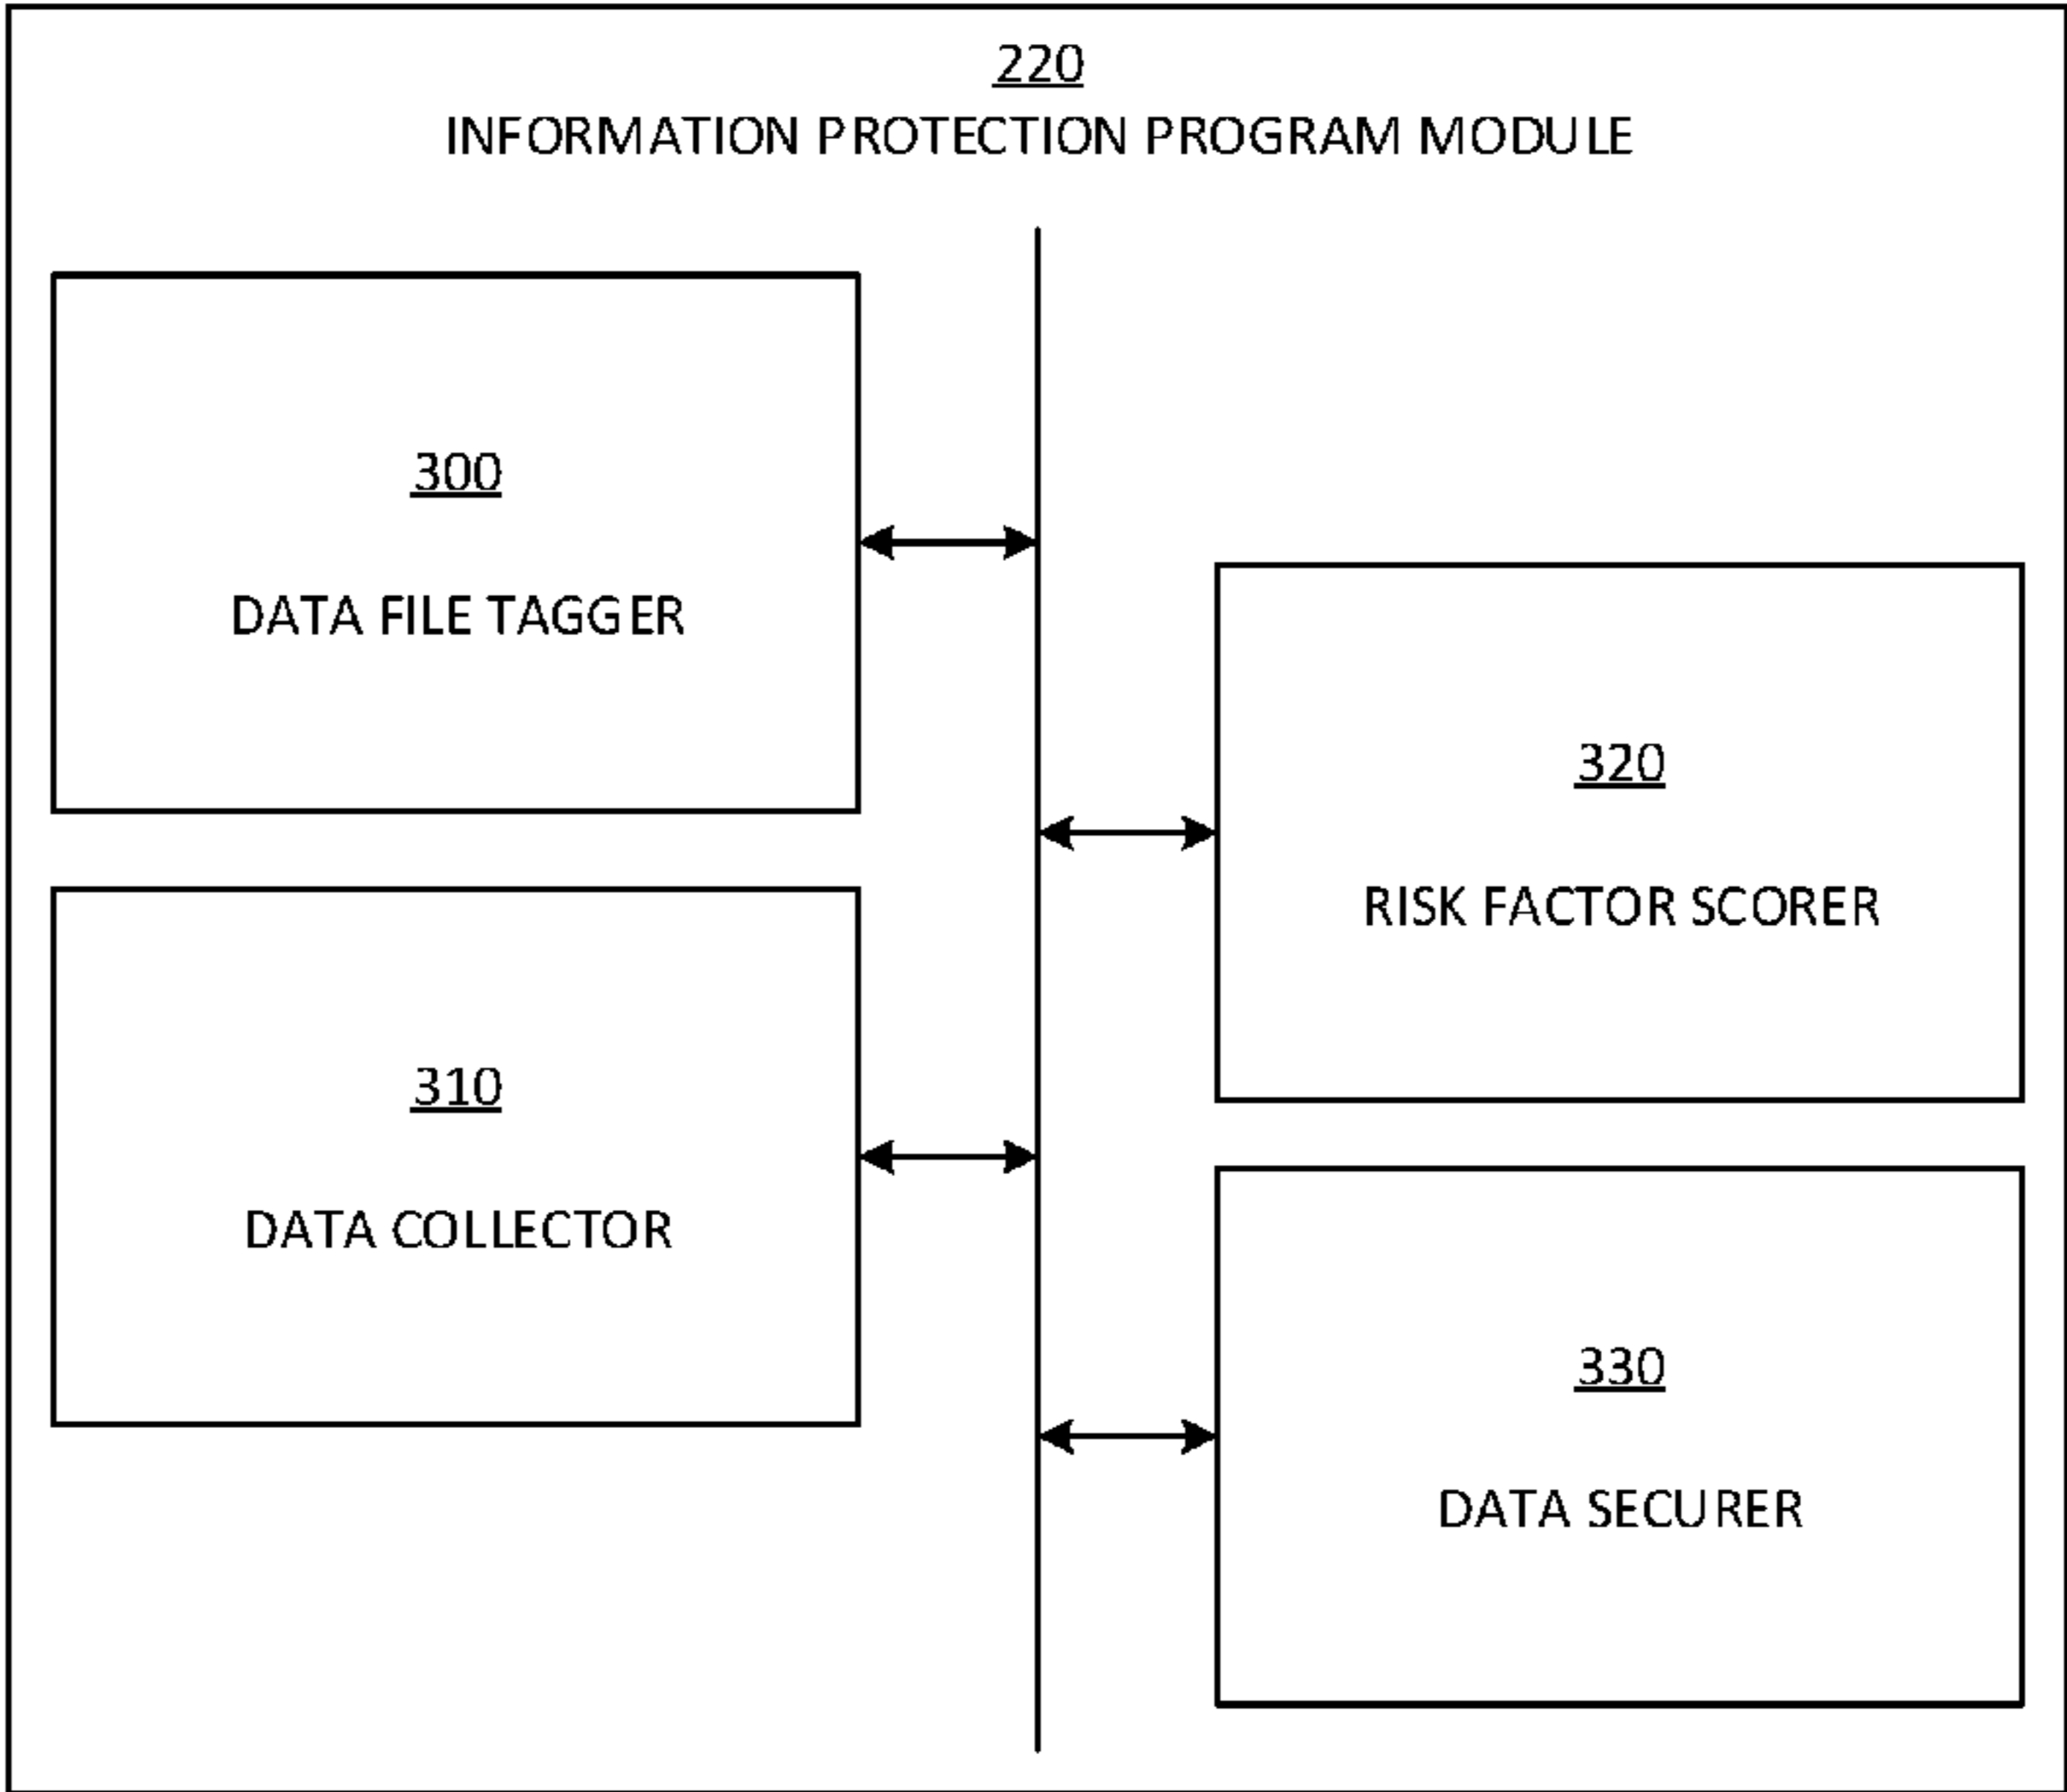 220
INFORMATION PROTECTION PROGRAM MODULE
300
DATA FILE TAGGER
310
DATA COLLECTOR
320
RISK FACTOR SCORER
330
DATA SECURER